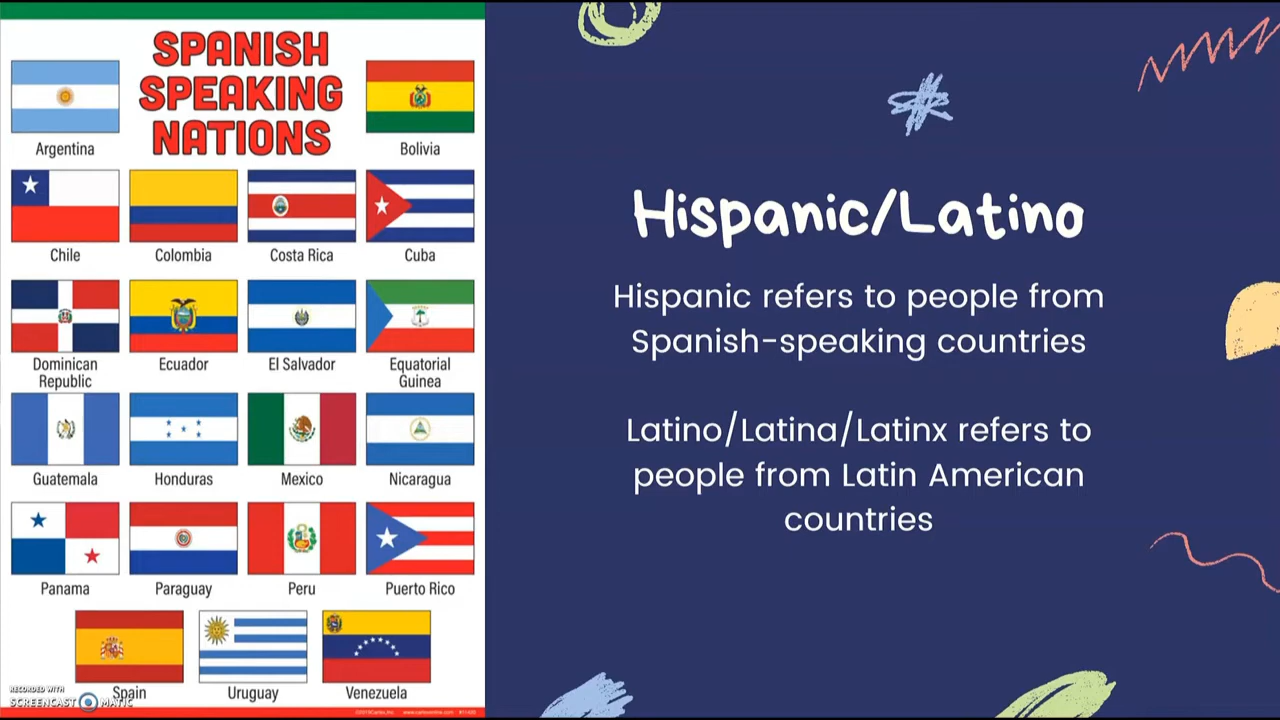 SPANISH
SPEAKING
NATIONS
Argentina
Bolivia
Chile
Colombia
Costa Rica
Cuba
Dominican
Republic
Ecuador
El Salvador
Equatorial
Guinea
Guatemala
Honduras
Mexico
Nicaragua
Panama
Paraguay
Peru
Puerto Rico
Spain
Uruguay
Venezuela
RECORDED WITH
SCREENCAST MATIC
Hispanic/Latino
Hispanic refers to people from
Spanish-speaking countries
Latino/Latina/Latinx refers to
people from Latin American
countries